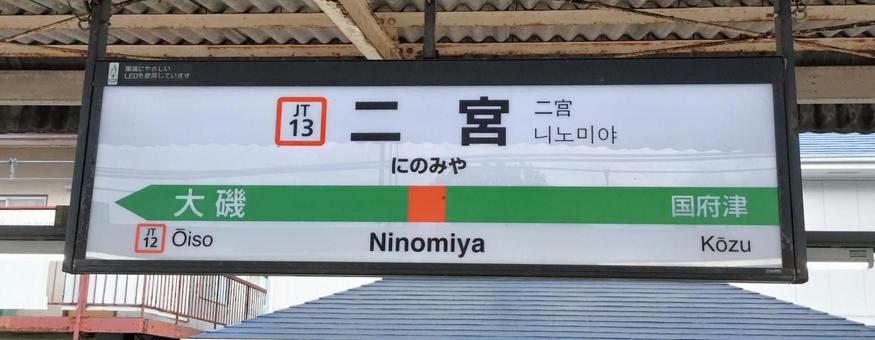 環境にやさしい
LEDを使用しています
JT
13
二宮
二宮
니노미야
にのみや
大磯
国府津
JT
12
Ōiso
Ninomiya
Kōzu